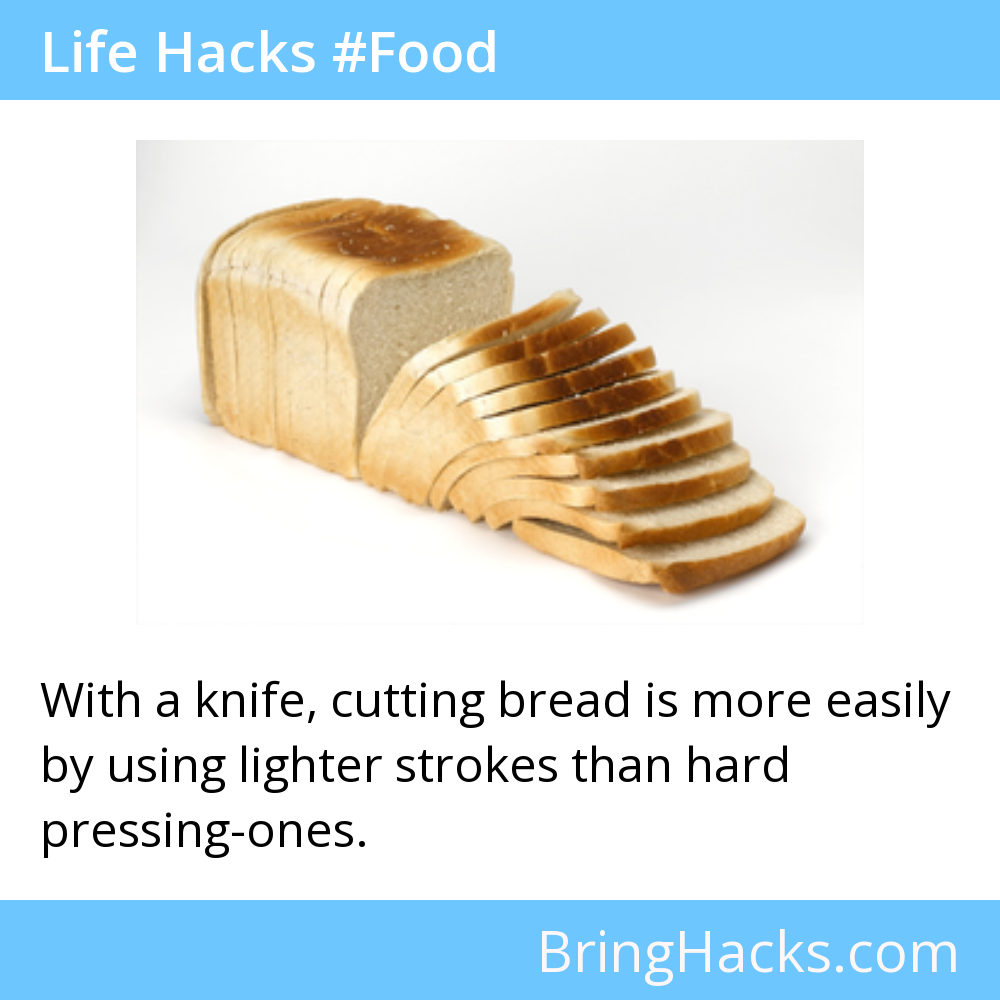 Life Hacks #Food
With a knife, cutting bread is more easily
by using lighter strokes than hard
pressing-ones.
BringHacks.com